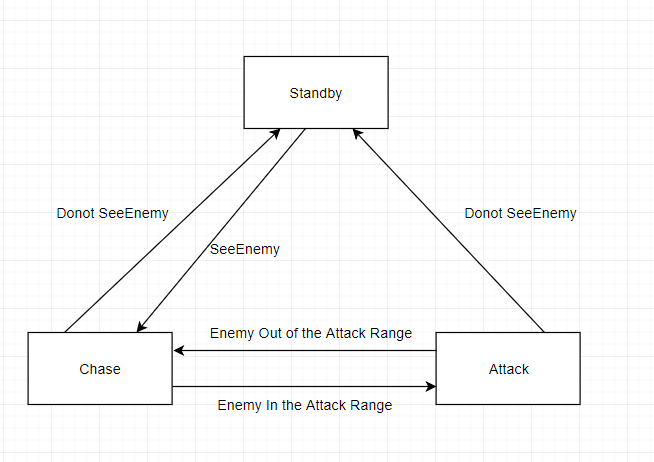 Standby
Donot SeeEnemy
Donot SeeEnemy
SeeEnemy
Enemy Out of the Attack Range
Chase
Attack
Enemy In the Attack Range